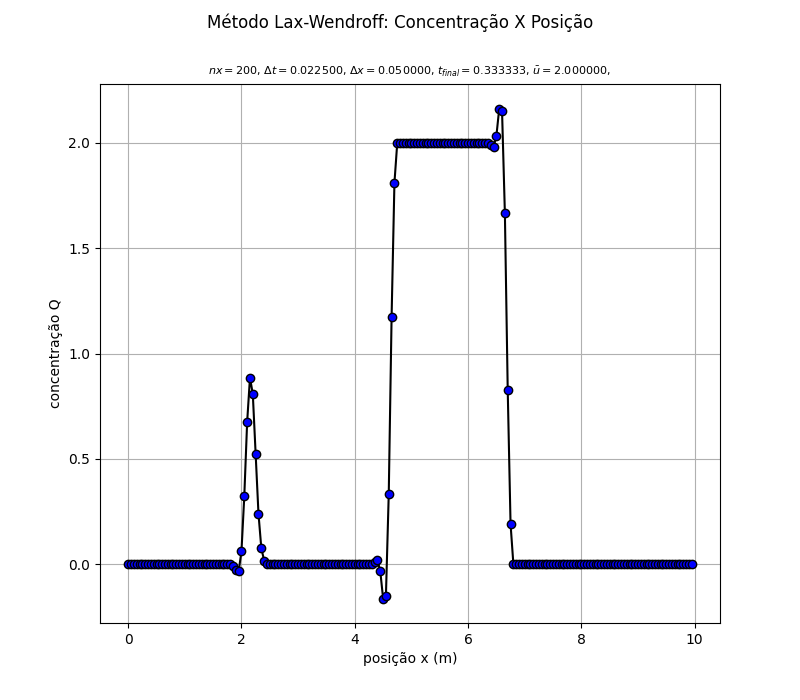 Método Lax-Wendroff: Concentração X Posição
nx = 200, Δt = 0.022500, Δx = 0.050000, t_final = 0.333333, ū = 2.000000,
2.0
1.5
1.0
0.5
0.0
concentração Q
0 2 4 6 8 10
posição x (m)